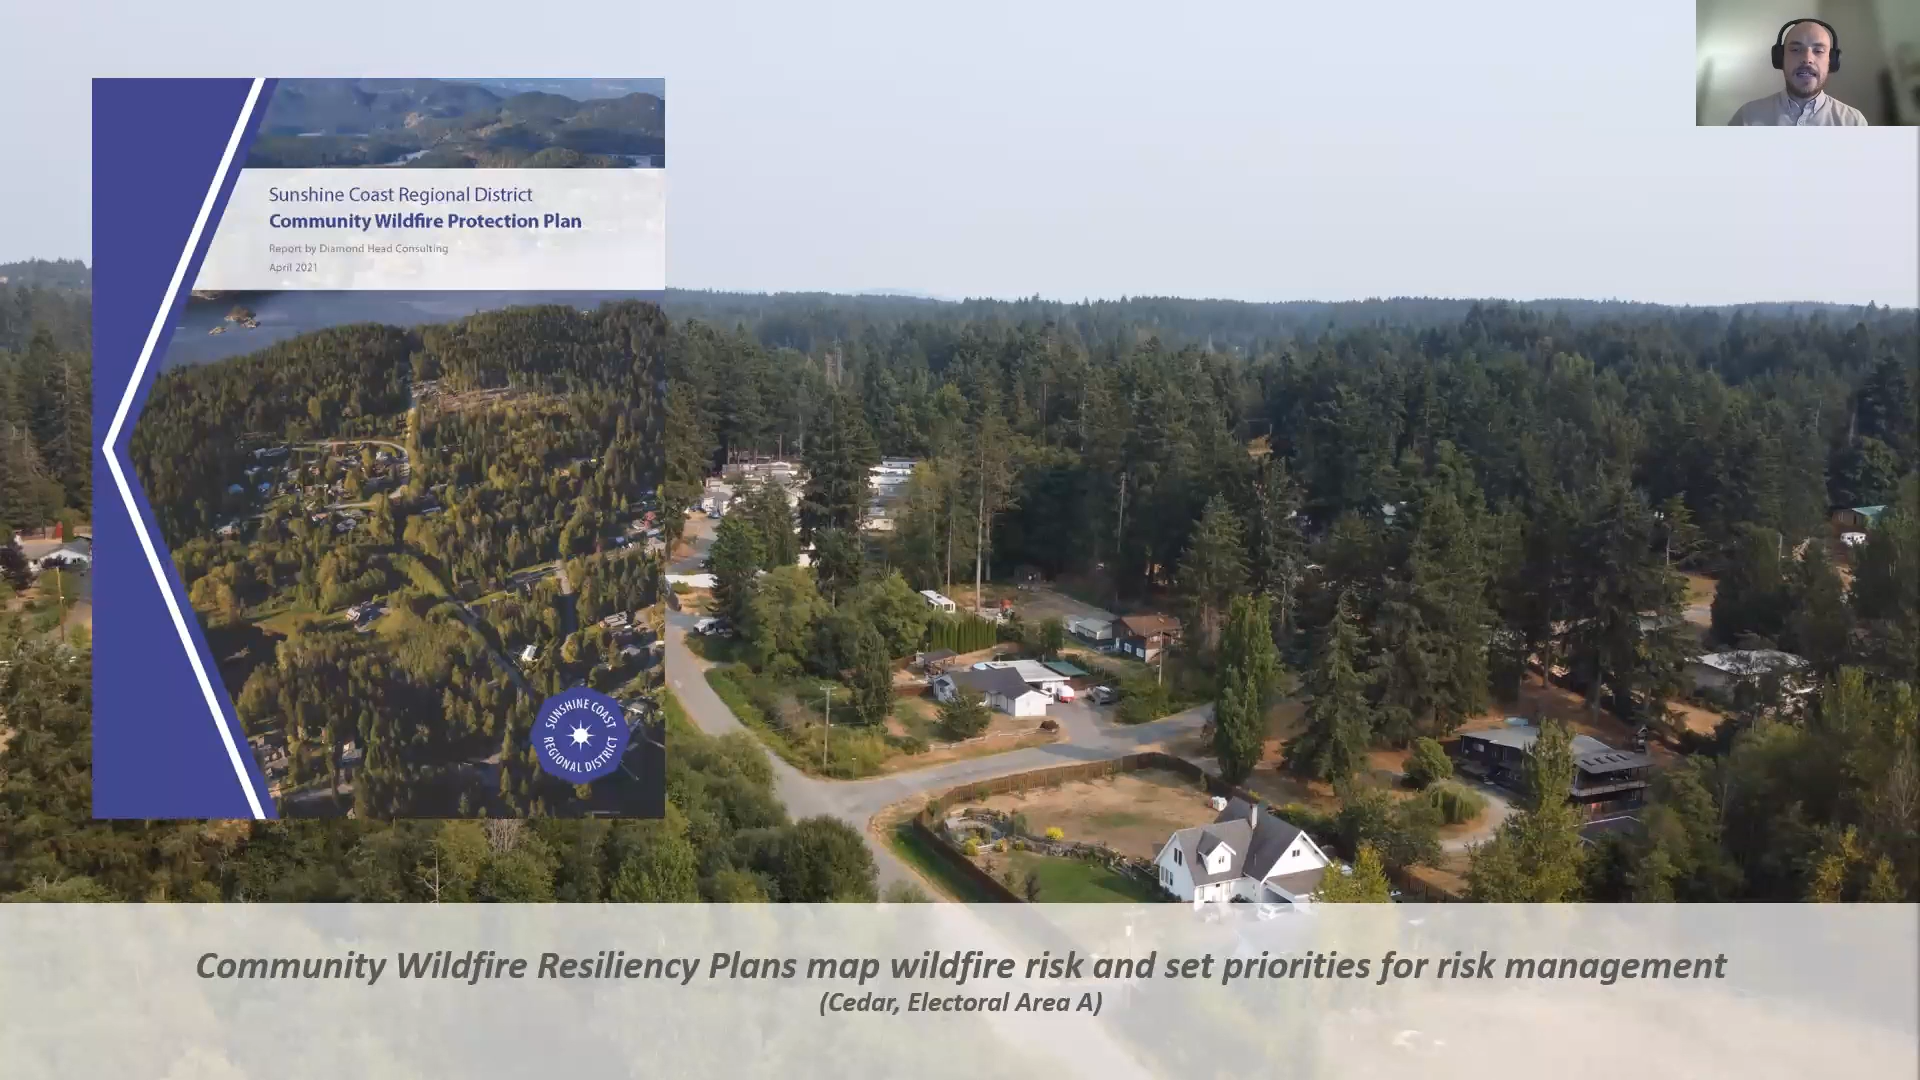 Sunshine Coast Regional District
Community Wildfire Protection Plan
Report by Diamond Head Consulting
April 2021
SUNSHINE COAST
REGIONAL DISTRICT
Community Wildfire Resiliency Plans map wildfire risk and set priorities for risk management
(Cedar, Electoral Area A)